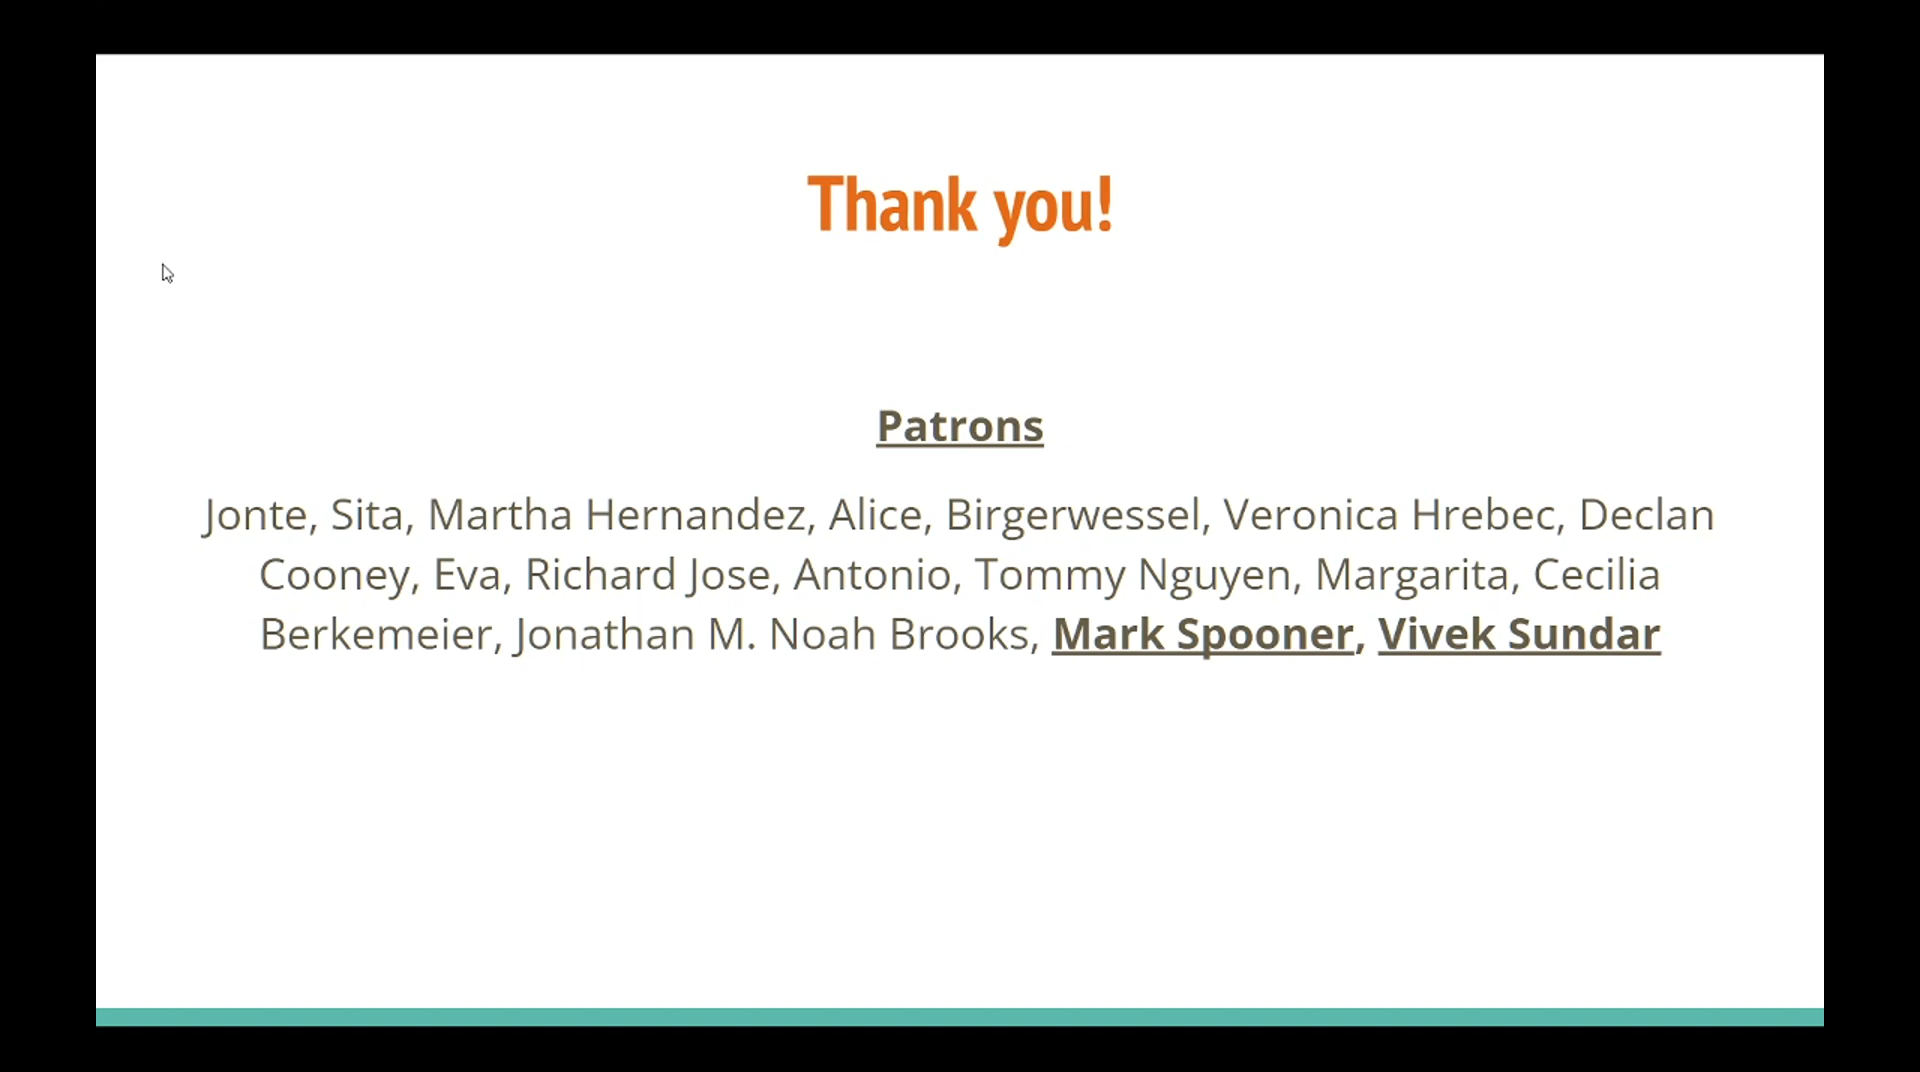 Thank you!
Patrons
Jonte, Sita, Martha Hernandez, Alice, Birgerwessel, Veronica Hrebec, Declan
Cooney, Eva, Richard Jose, Antonio, Tommy Nguyen, Margarita, Cecilia
Berkemeier, Jonathan M. Noah Brooks, Mark Spooner, Vivek Sundar